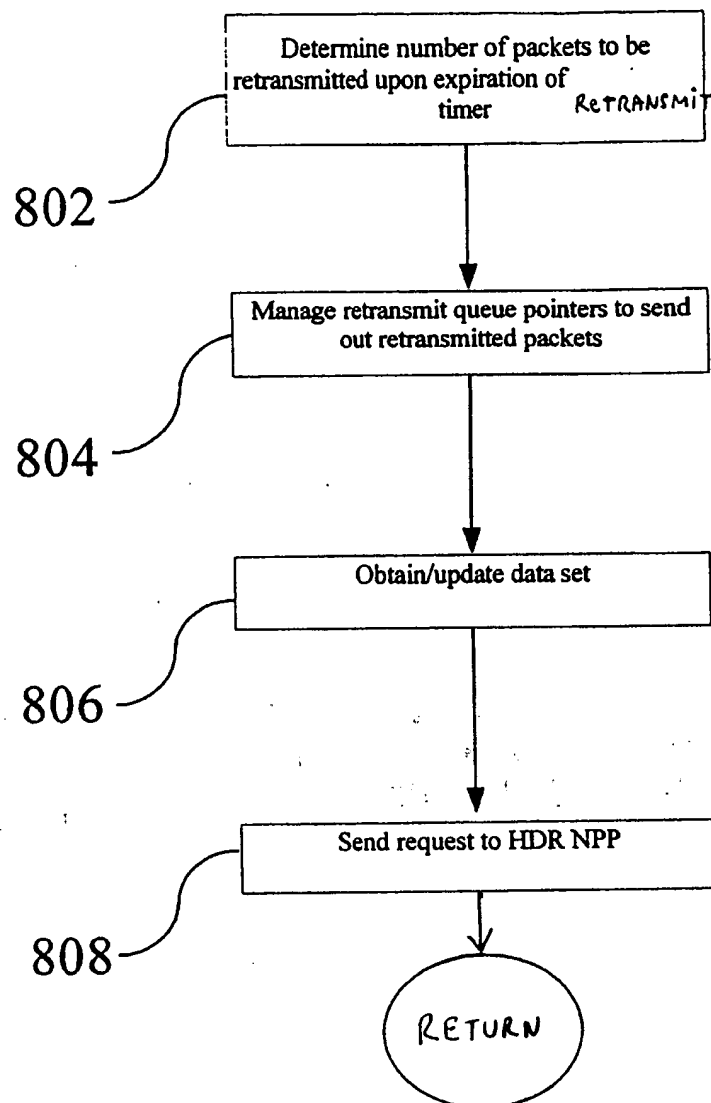 Determine number of packets to be
retransmitted upon expiration of
timer RETRANSMIT
802
Manage retransmit queue pointers to send
out retransmitted packets
804
Obtain/update data set
806
Send request to HDR NPP
808
RETURN